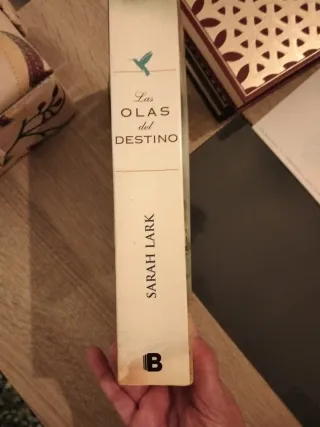 Las
OLAS
del
DESTINO
SARAH LARK
B